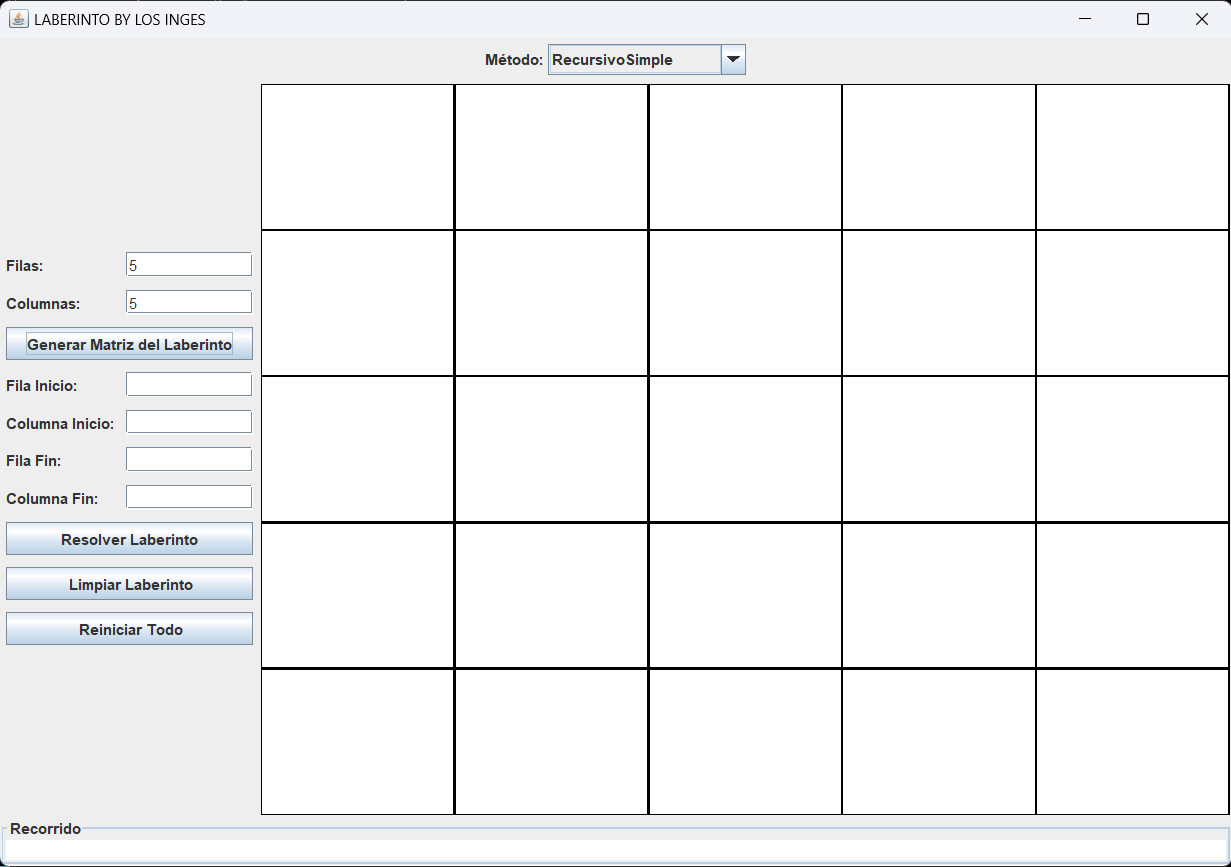 LABERINTO BY LOS INGES
Método: RecursivoSimple
Filas: 5
Columnas: 5
Generar Matriz del Laberinto
Fila Inicio:
Columna Inicio:
Fila Fin:
Columna Fin:
Resolver Laberinto
Limpiar Laberinto
Reiniciar Todo
Recorrido